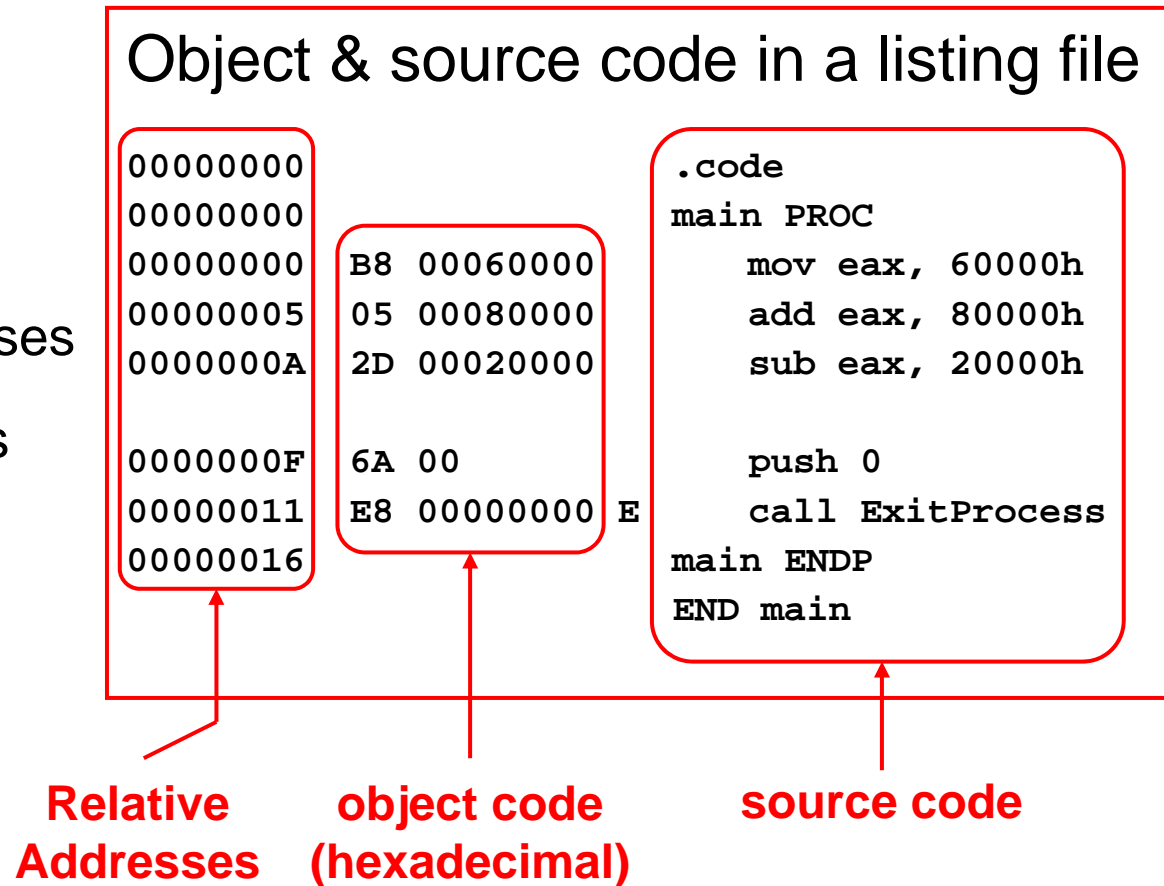 Object & source code in a listing file
00000000 .code
00000000 main PROC
00000000 B8 00060000 mov eax, 60000h
00000005 05 00080000 add eax, 80000h
ses
0000000A 2D 00020000 sub eax, 20000h
s
0000000F 6A 00 push 0
00000011 E8 00000000 E call ExitProcess
00000016 main ENDP
END main
Relative Addresses
object code (hexadecimal)
source code